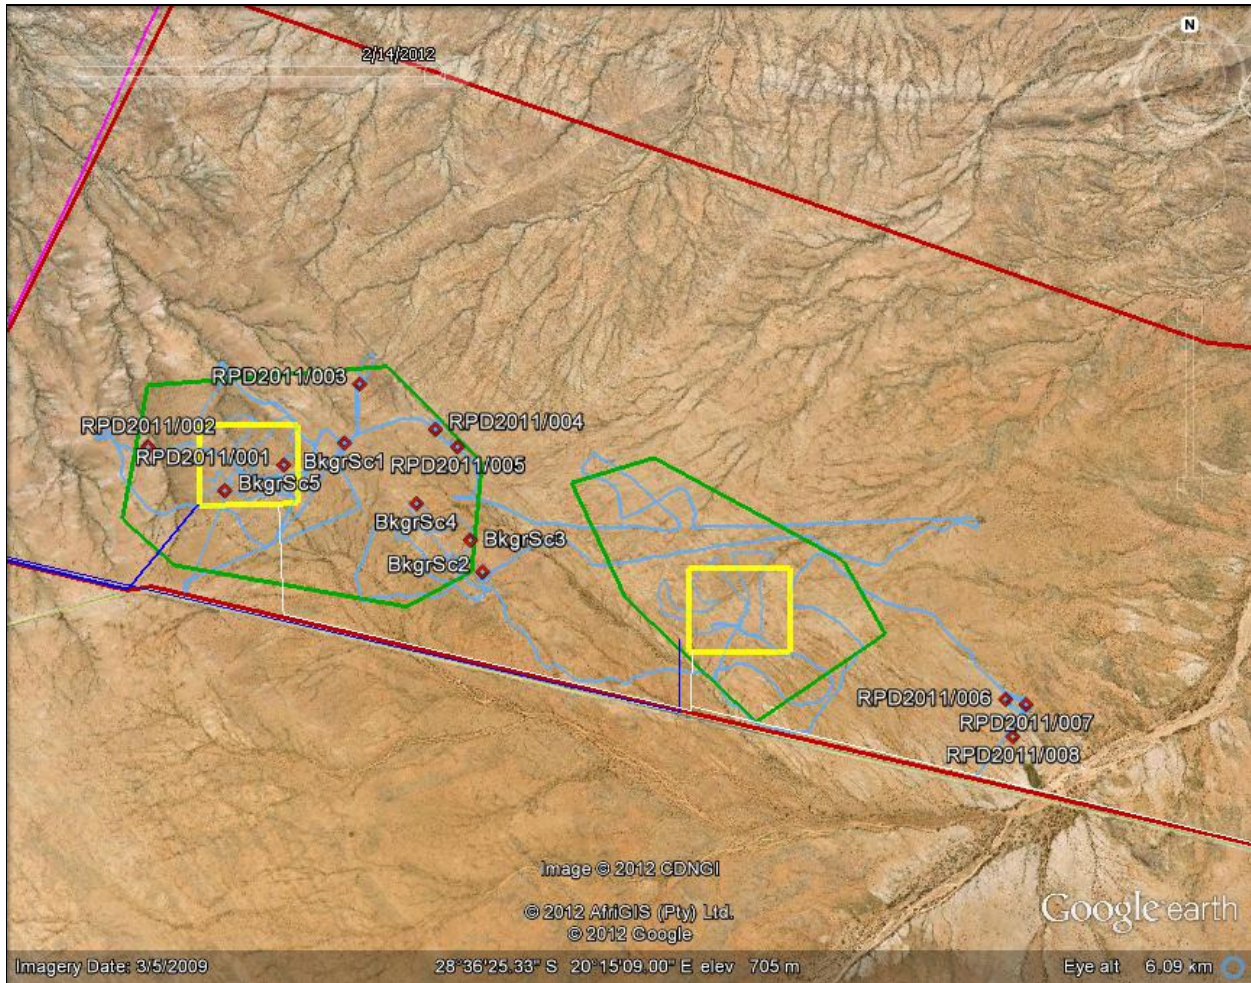 N
2/14/2012
RPD2011/003
RPD2011/002
RPD2011/004
RPD2011/001
BkgrSc1
RPD2011/005
BkgrSc5
BkgrSc4
BkgrSc3
BkgrSc2
RPD2011/006
RPD2011/007
RPD2011/008
Image © 2012 CDNGI
© 2012 AfriGIS (Pty) Ltd.
© 2012 Google
Google earth
Imagery Date: 3/5/2009
28°36'25.33" S 20°15'09.00" E elev 705 m
Eye alt 6.09 km